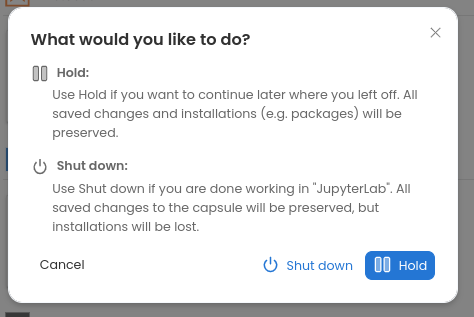 What would you like to do?
Hold:
Use Hold if you want to continue later where you left off. All
saved changes and installations (e.g. packages) will be
preserved.
Shut down:
Use Shut down if you are done working in "JupyterLab". All
saved changes to the capsule will be preserved, but
installations will be lost.
Cancel
Shut down
Hold